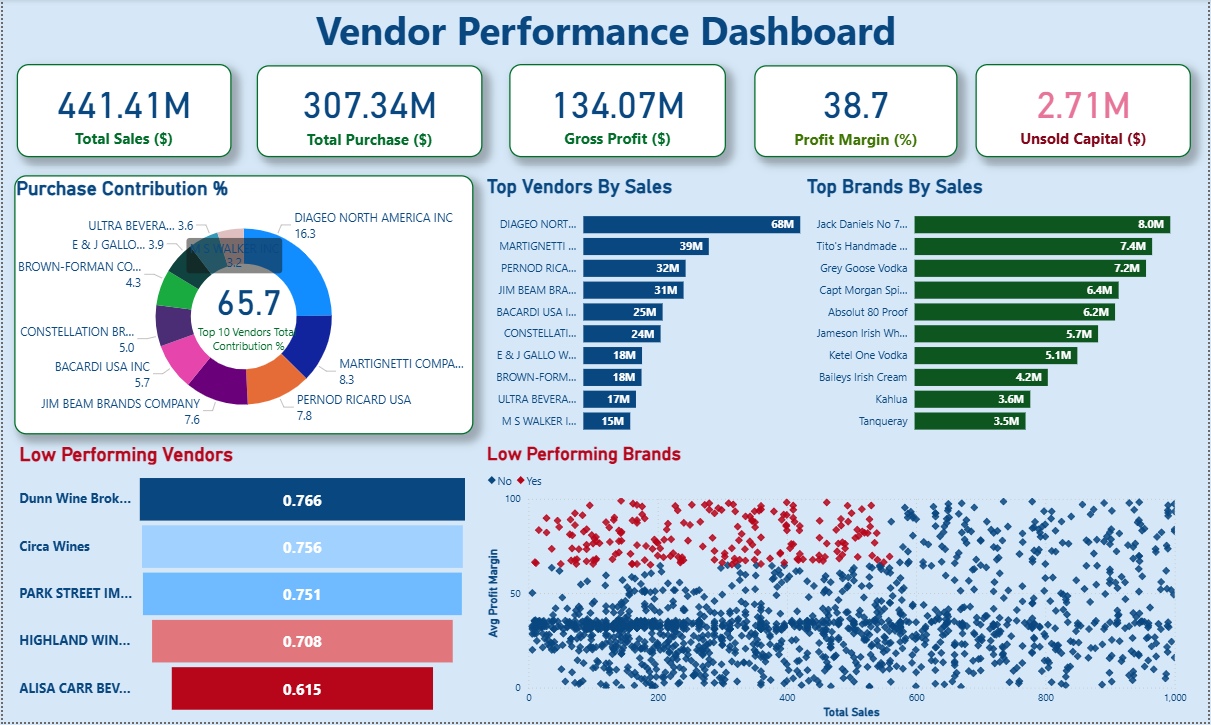 Vendor Performance Dashboard
441.41M
Total Sales ($)
307.34M
Total Purchase ($)
134.07M
Gross Profit ($)
38.7
Profit Margin (%)
2.71M
Unsold Capital ($)
Purchase Contribution %
DIAGEO NORTH AMERICA INC
16.3
MARTIGNETTI COMPA...
8.3
PERNOD RICARD USA
7.8
JIM BEAM BRANDS COMPANY
7.6
BACARDI USA INC
5.7
CONSTELLATION BR...
5.0
BROWN-FORMAN CO...
4.3
E & J GALLO... 3.9
ULTRA BEVERA... 3.6
M S WALKER INC
3.2
65.7
Top 10 Vendors Total
Contribution %
Top Vendors By Sales
DIAGEO NORT... 68M
MARTIGNETTI ... 39M
PERNOD RICA... 32M
JIM BEAM BRA... 31M
BACARDI USA I... 25M
CONSTELLATI... 24M
E & J GALLO W... 18M
BROWN-FORM... 18M
ULTRA BEVERA... 17M
M S WALKER I... 15M
Top Brands By Sales
Jack Daniels No 7... 8.0M
Tito's Handmade ... 7.4M
Grey Goose Vodka 7.2M
Capt Morgan Spi... 6.4M
Absolut 80 Proof 6.2M
Jameson Irish Wh... 5.7M
Ketel One Vodka 5.1M
Baileys Irish Cream 4.2M
Kahlua 3.6M
Tanqueray 3.5M
Low Performing Vendors
Dunn Wine Brok... 0.766
Circa Wines 0.756
PARK STREET IM... 0.751
HIGHLAND WIN... 0.708
ALISA CARR BEV... 0.615
Low Performing Brands
No Yes
Avg Profit Margin
100
50
0
0 200 400 600 800 1,000
Total Sales